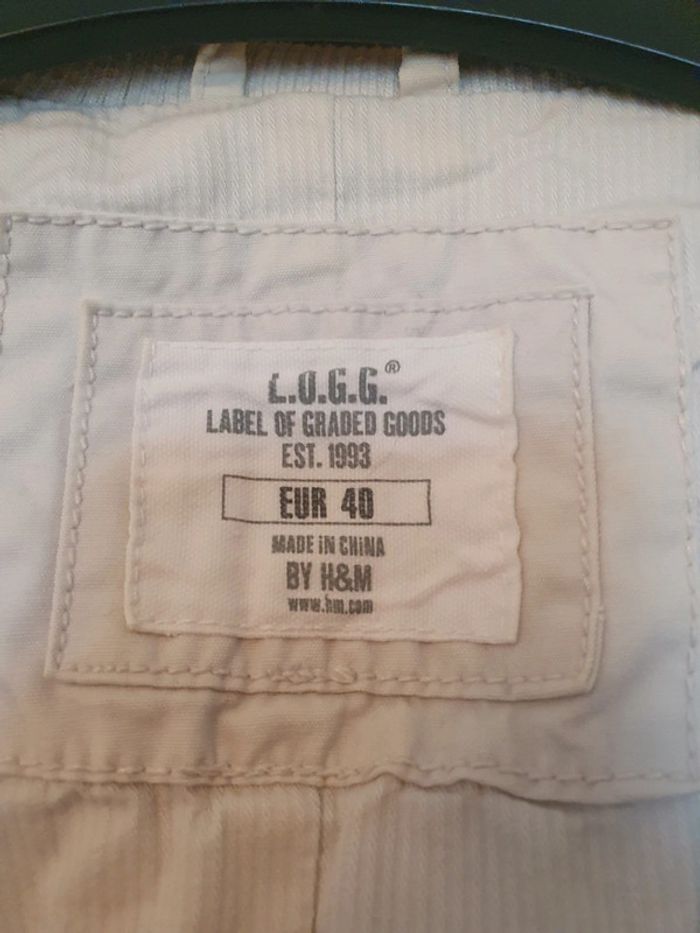 L.O.G.G.®
LABEL OF GRADED GOODS
EST. 1993
EUR 40
MADE IN CHINA
BY H&M
www.hm.com